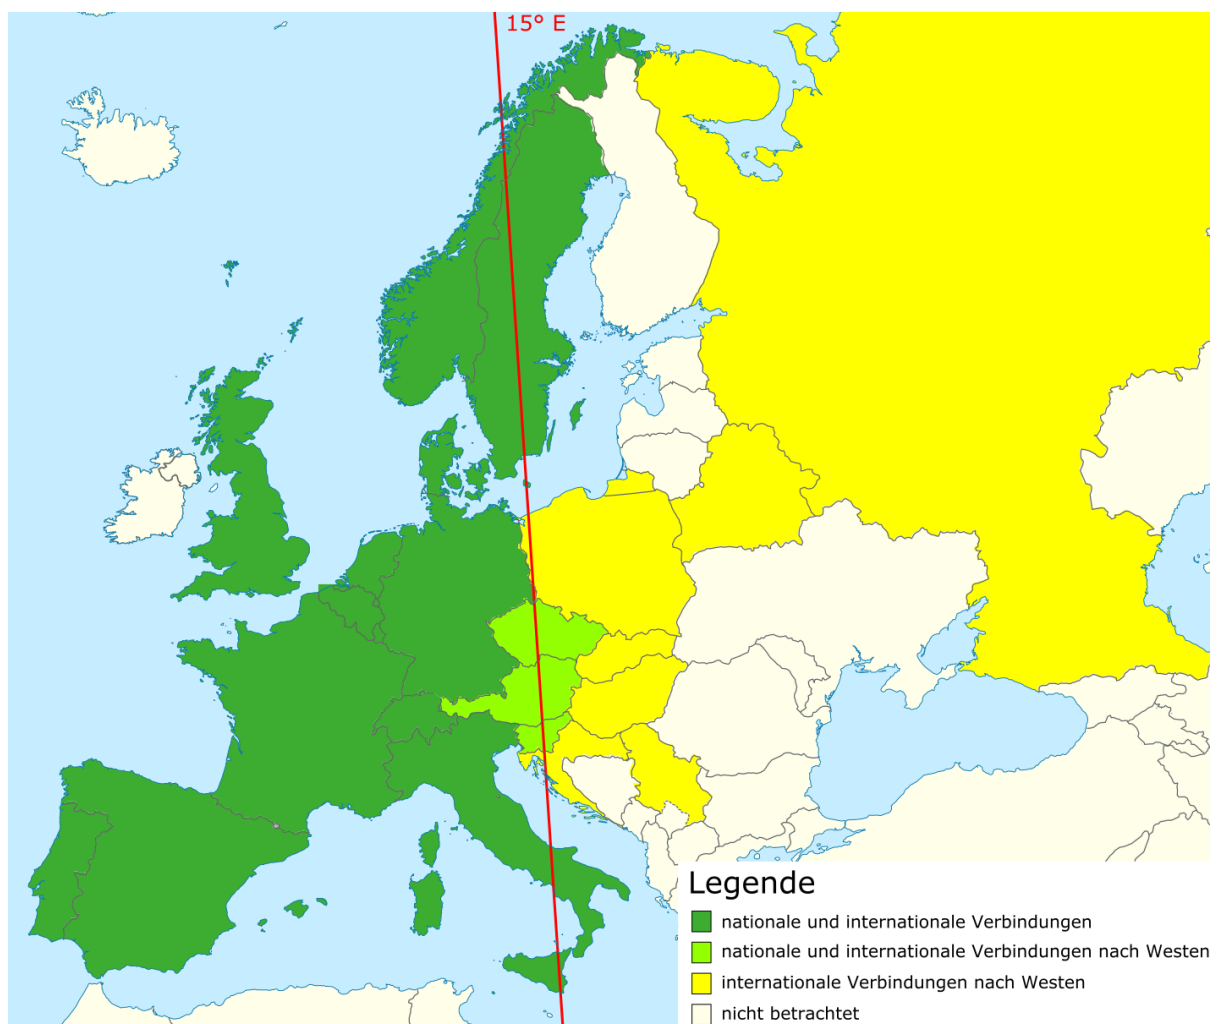 15° E
Legende
nationale und internationale Verbindungen
nationale und internationale Verbindungen nach Westen
internationale Verbindungen nach Westen
nicht betrachtet